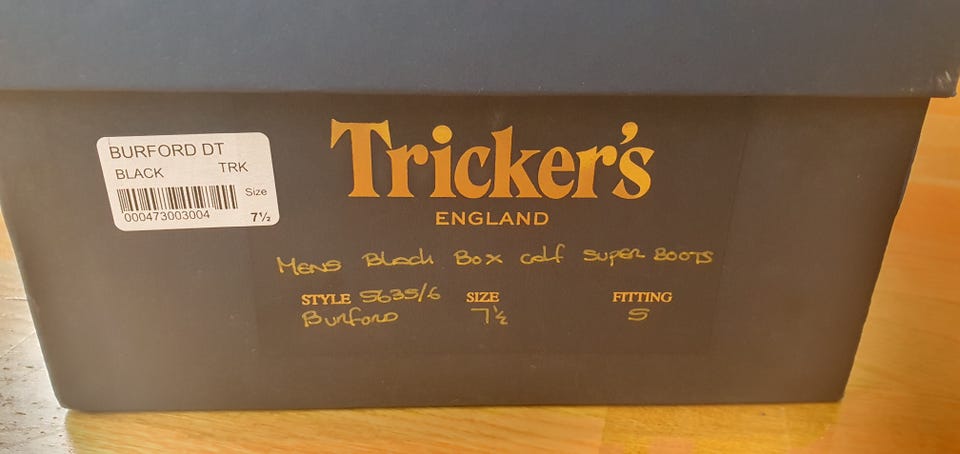 BURFORD DT
BLACK TRK
Size
000473003004 7½
Tricker's
ENGLAND
Mens Black Box calf super BOOTS
STYLE 5635/6 SIZE FITTING
Burford 7½ 5